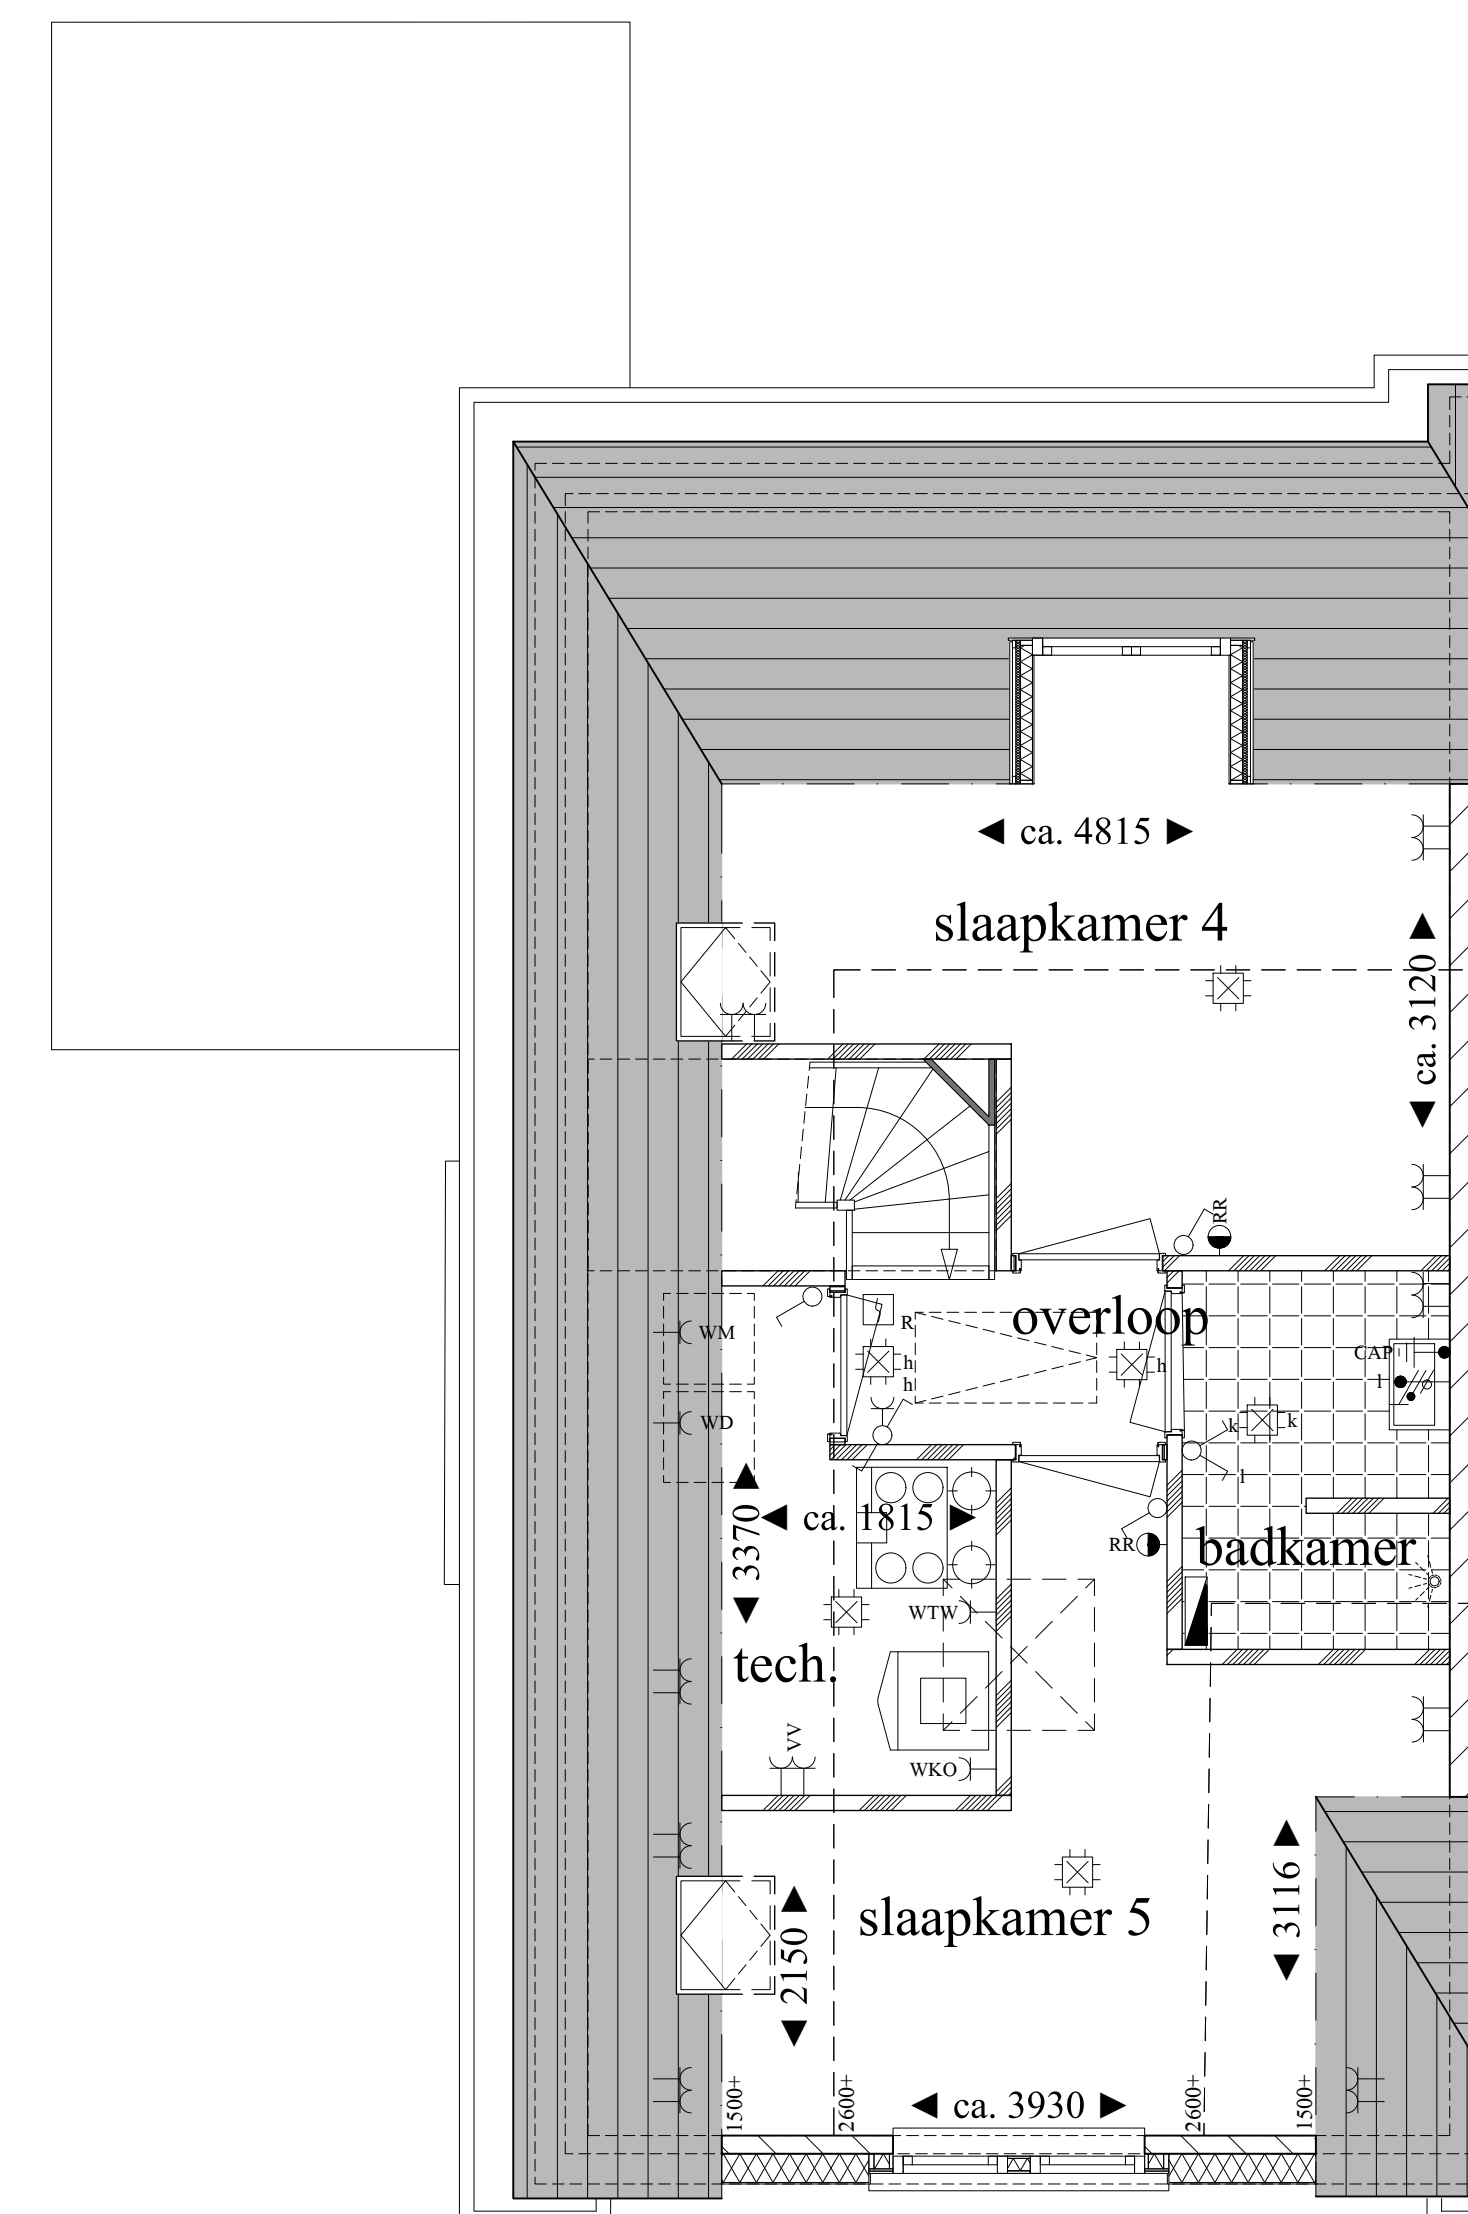 ca. 4815
slaapkamer 4
ca. 3120
RR
overloop
R
WM
h
h
h
CAP
l
WD
k
k
l
3370
ca. 1815
RR
badkamer
WTW
tech.
VV
WKO
3116
slaapkamer 5
2150
1500+
2600+
ca. 3930
2600+
1500+